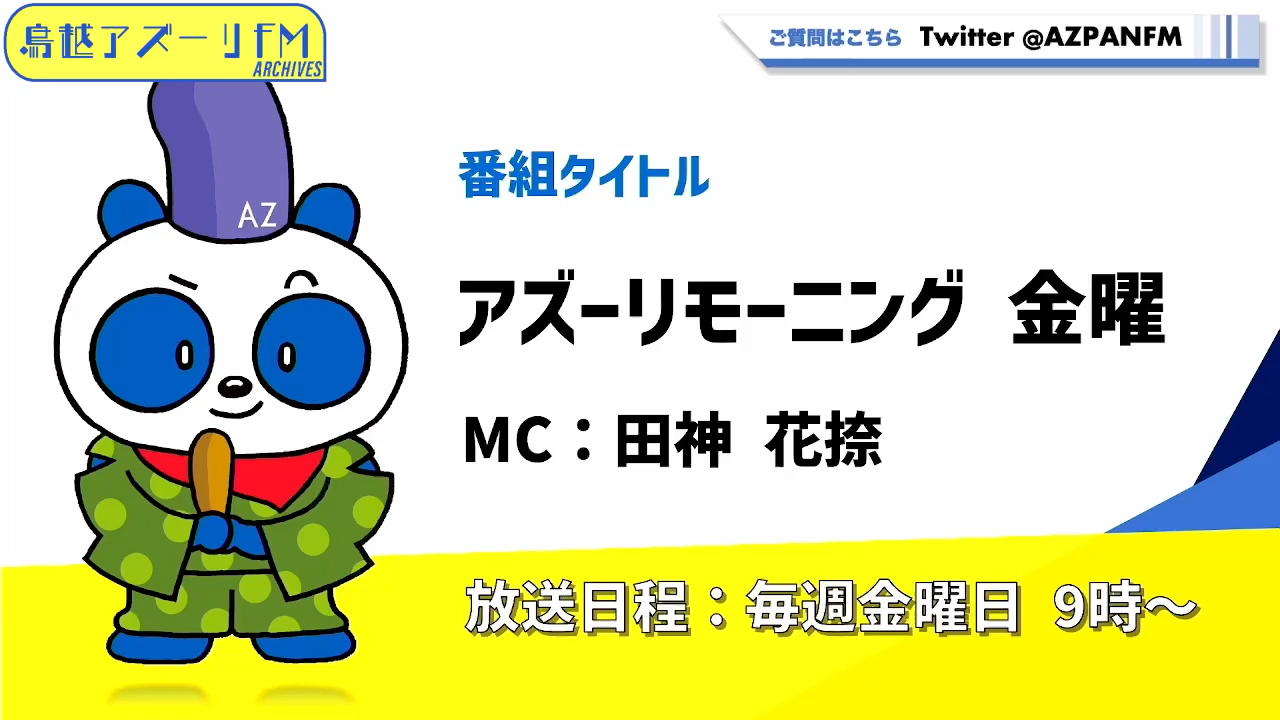 鳥越アズーリFM
ARCHIVES
ご質問はこちら Twitter @AZPANFM
AZ
番組タイトル
アズーリモーニング 金曜
MC：田神 花捺
放送日程：毎週金曜日 9時～